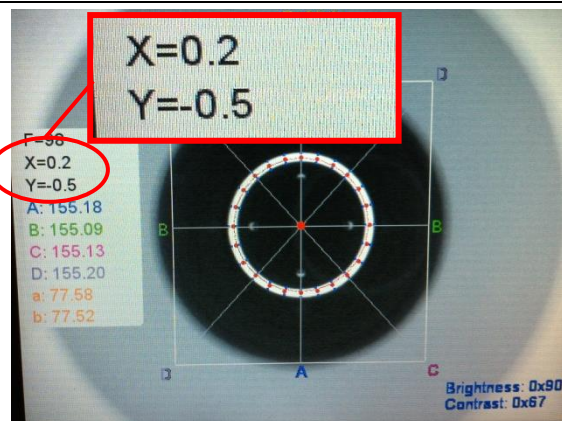 X=0.2
Y=-0.5
F=98
X=0.2
Y=-0.5
A: 155.18
B: 155.09
C: 155.13
D: 155.20
a: 77.58
b: 77.52
D
B
B
D
A
C
Brightness: 0x90
Contrast: 0x67